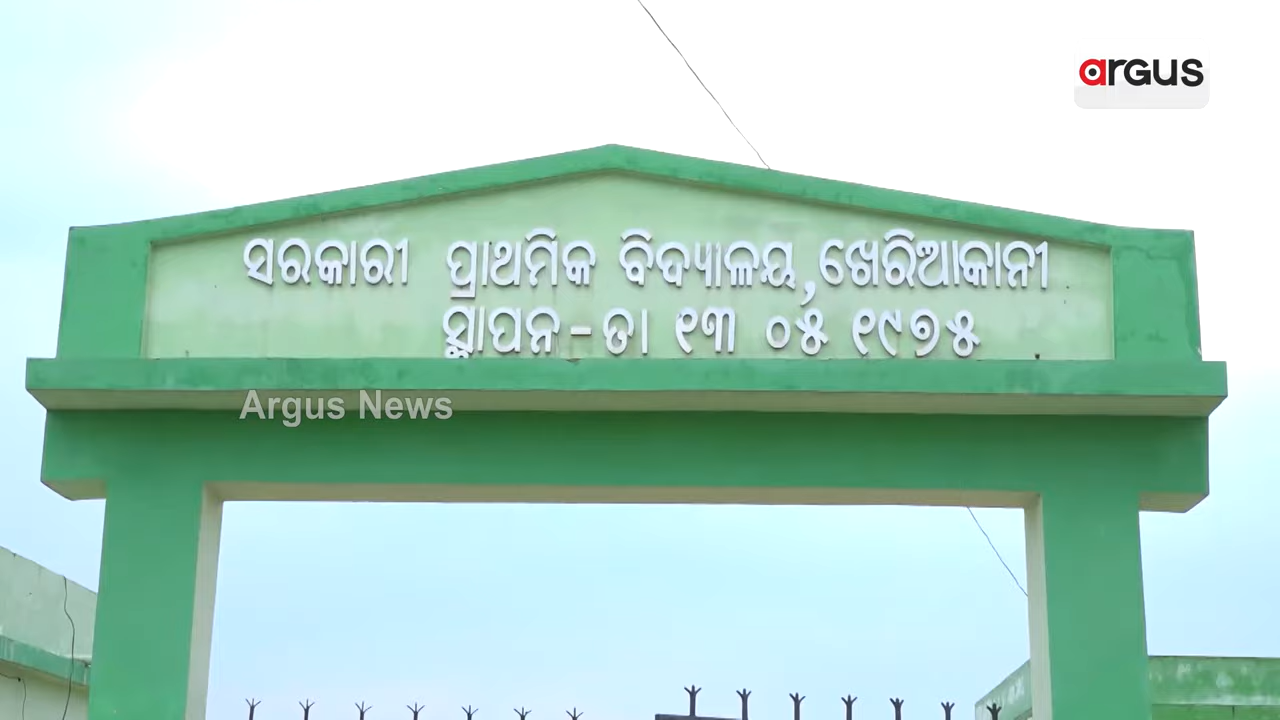 argus
ସରକାରୀ ପ୍ରାଥମିକ ବିଦ୍ୟାଳୟ, ଖେରିଆକାନୀ
ସ୍ଥାପନ - ତା ୧୩ ୦୫ ୧୯୭୫
Argus News